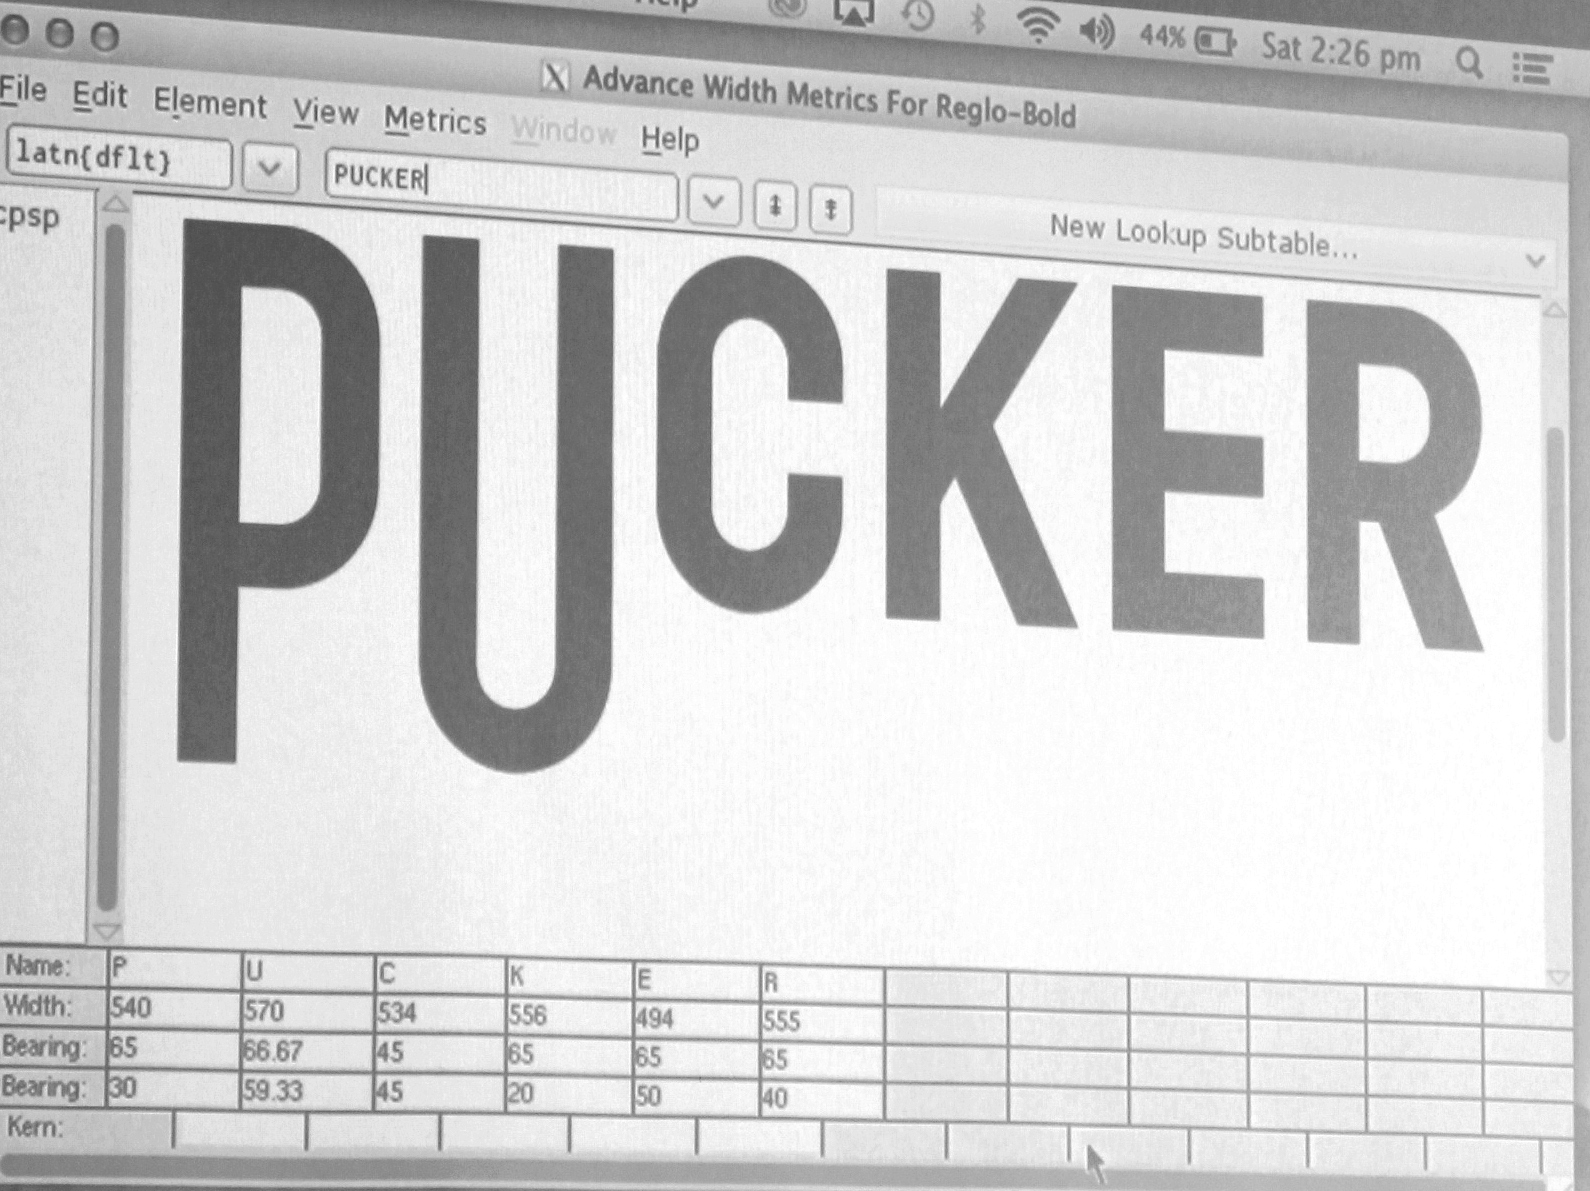 Help
44% Sat 2:26 pm
X Advance Width Metrics For Reglo-Bold
File Edit Element View Metrics Window Help
latn{dflt} PUCKER New Lookup Subtable...
cpsp
PUCKER
Name: P U C K E R
Width: 540 570 534 556 494 555
Bearing: 65 66.67 45 65 65 65
Bearing: 30 59.33 45 20 50 40
Kern: